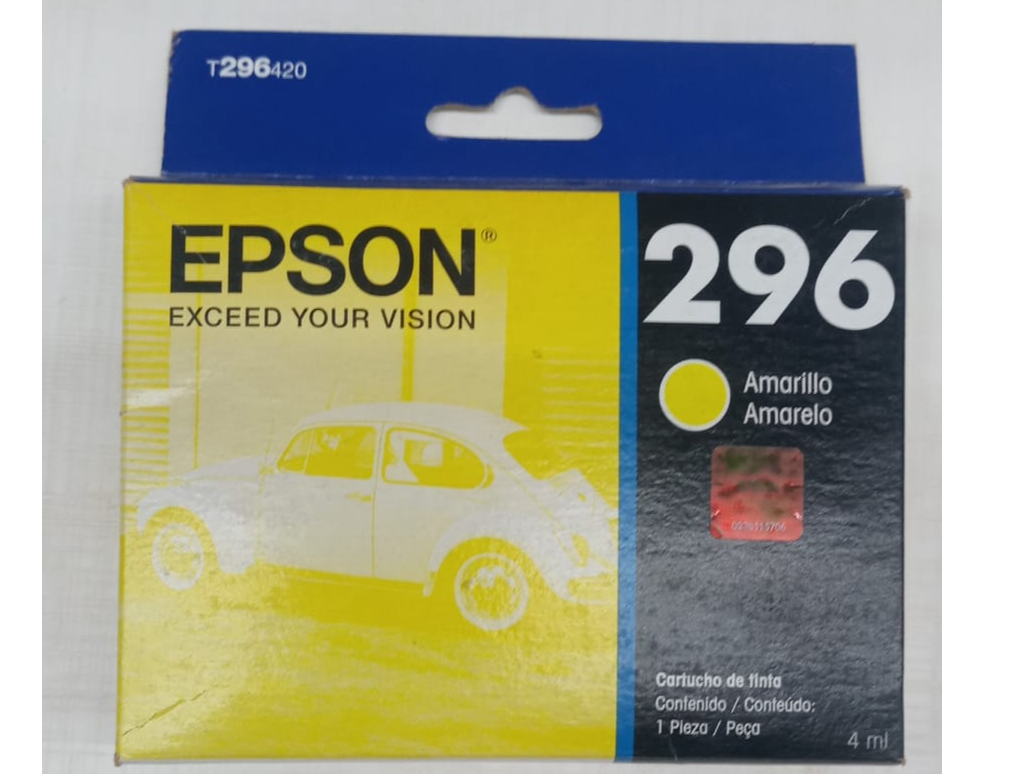 T296420
EPSON®
EXCEED YOUR VISION
296
Amarillo
Amarelo
Cartucho de tinta
Contenido / Conteúdo:
1 Pieza / Peça
4 ml